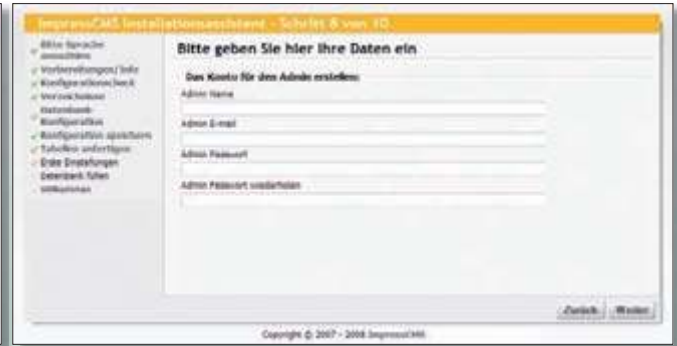 ImpressCMS Installationsassistent - Schritt 8 von 10
Bitte Sprache
auswählen
Vorbereitungen/Info
Konfigurationscheck
Verzeichnisse
Datenbank
Konfiguration
Konfiguration speichern
Tabellen anfertigen
Erste Einstellungen
Datenbank füllen
Willkommen
Bitte geben Sie hier Ihre Daten ein
Das Konto für den Admin erstellen:
Admin Name
Admin E-mail
Admin Passwort
Admin Passwort wiederholen
Zurück
Weiter
Copyright © 2007 - 2008 ImpressCMS